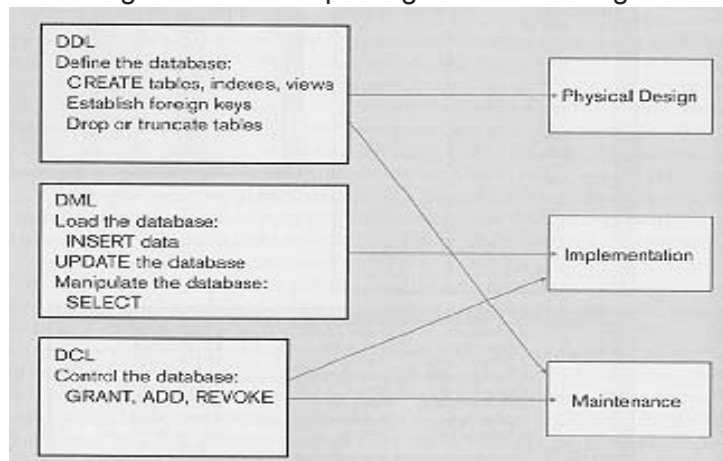 DDL
Define the database:
CREATE tables, indexes, views
Establish foreign keys
Drop or truncate tables
Physical Design
DML
Load the database:
INSERT data
UPDATE the database
Manipulate the database:
SELECT
Implementation
DCL
Control the database:
GRANT, ADD, REVOKE
Maintenance